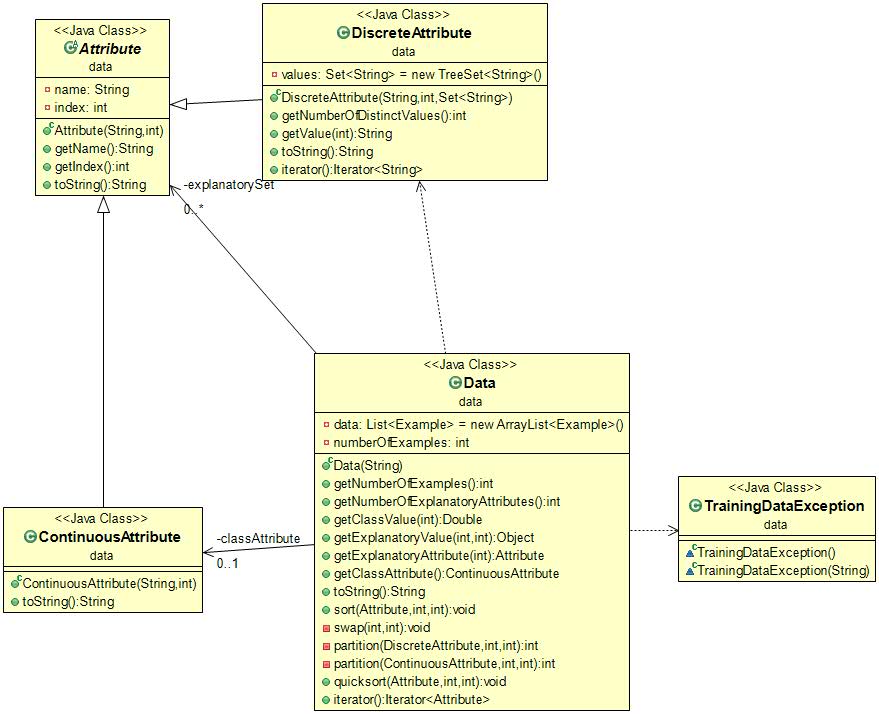 <<Java Class>>
Attribute
data
name: String
index: int
Attribute(String,int)
getName():String
getIndex():int
toString():String
<<Java Class>>
DiscreteAttribute
data
values: Set<String> = new TreeSet<String>()
DiscreteAttribute(String,int,Set<String>)
getNumberOfDistinctValues():int
getValue(int):String
toString():String
iterator():Iterator<String>
-explanatorySet
0..*
<<Java Class>>
Data
data
data: List<Example> = new ArrayList<Example>()
numberOfExamples: int
Data(String)
getNumberOfExamples():int
getNumberOfExplanatoryAttributes():int
getClassValue(int):Double
getExplanatoryValue(int,int):Object
getExplanatoryAttribute(int):Attribute
getClassAttribute():ContinuousAttribute
toString():String
sort(Attribute,int,int):void
swap(int,int):void
partition(DiscreteAttribute,int,int):int
partition(ContinuousAttribute,int,int):int
quicksort(Attribute,int,int):void
iterator():Iterator<Attribute>
<<Java Class>>
ContinuousAttribute
data
ContinuousAttribute(String,int)
toString():String
-classAttribute
0..1
<<Java Class>>
TrainingDataException
data
TrainingDataException()
TrainingDataException(String)